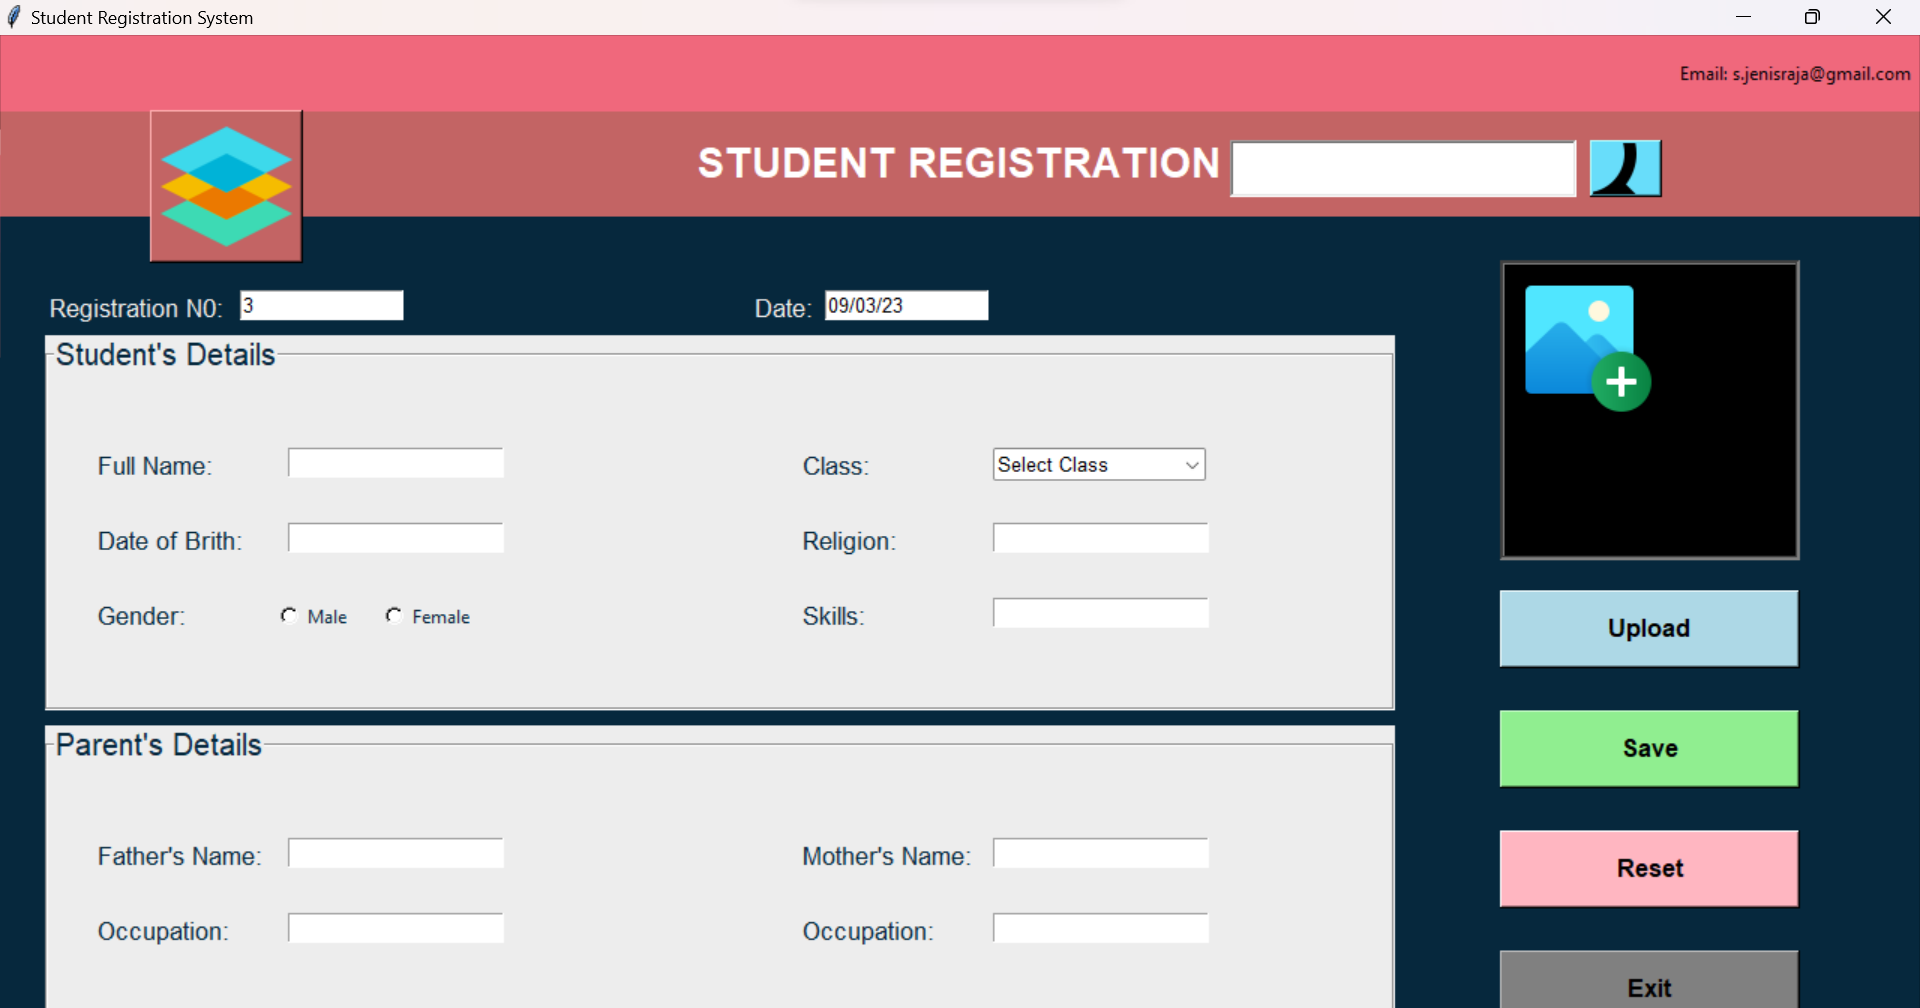 Student Registration System
Email: s.jenisraja@gmail.com
STUDENT REGISTRATION
Registration N0: 3
Date: 09/03/23
Student's Details
Full Name:
Class: Select Class
Date of Brith:
Religion:
Gender: Male Female
Skills:
Upload
Save
Parent's Details
Father's Name:
Mother's Name:
Reset
Occupation:
Occupation:
Exit